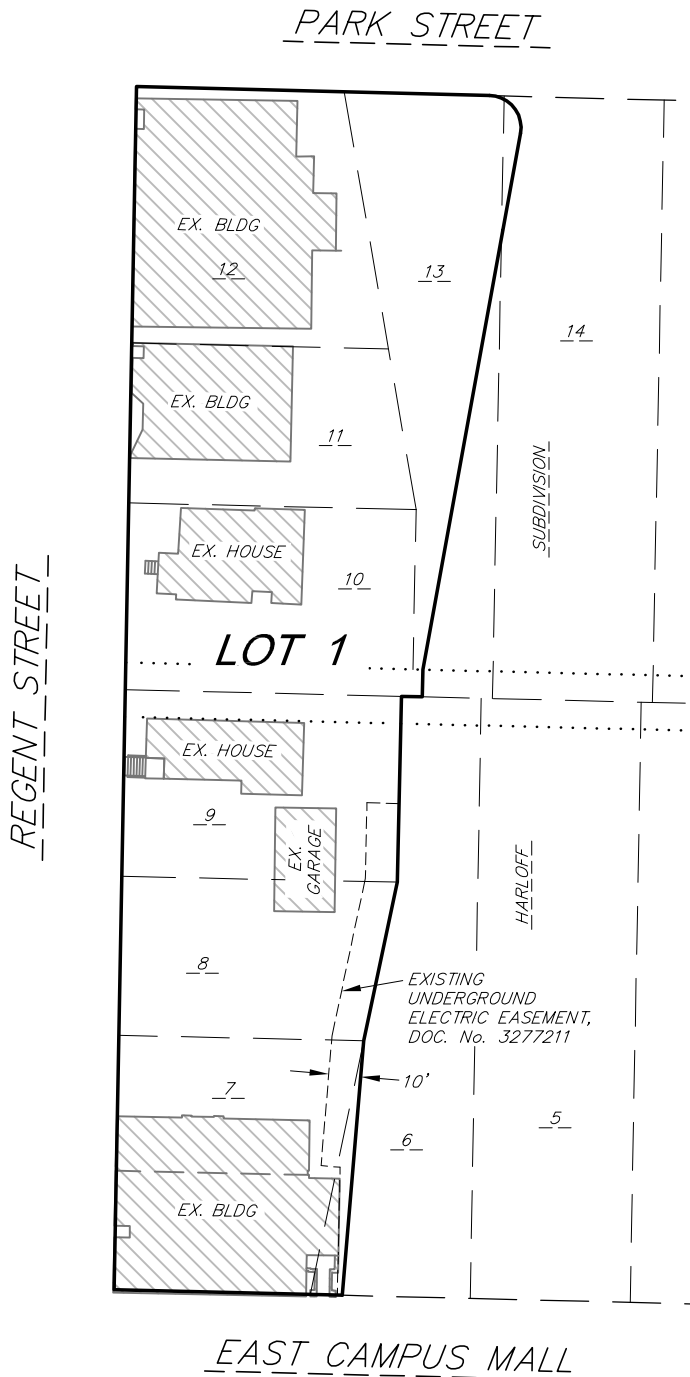 PARK STREET
EX. BLDG
12
13
14
EX. BLDG
11
SUBDIVISION
EX. HOUSE
10
LOT 1
REGENT STREET
EX. HOUSE
9
EX.
GARAGE
HARLOFF
8
EXISTING
UNDERGROUND
ELECTRIC EASEMENT,
DOC. No. 3277211
10'
7
6
5
EX. BLDG
EAST CAMPUS MALL